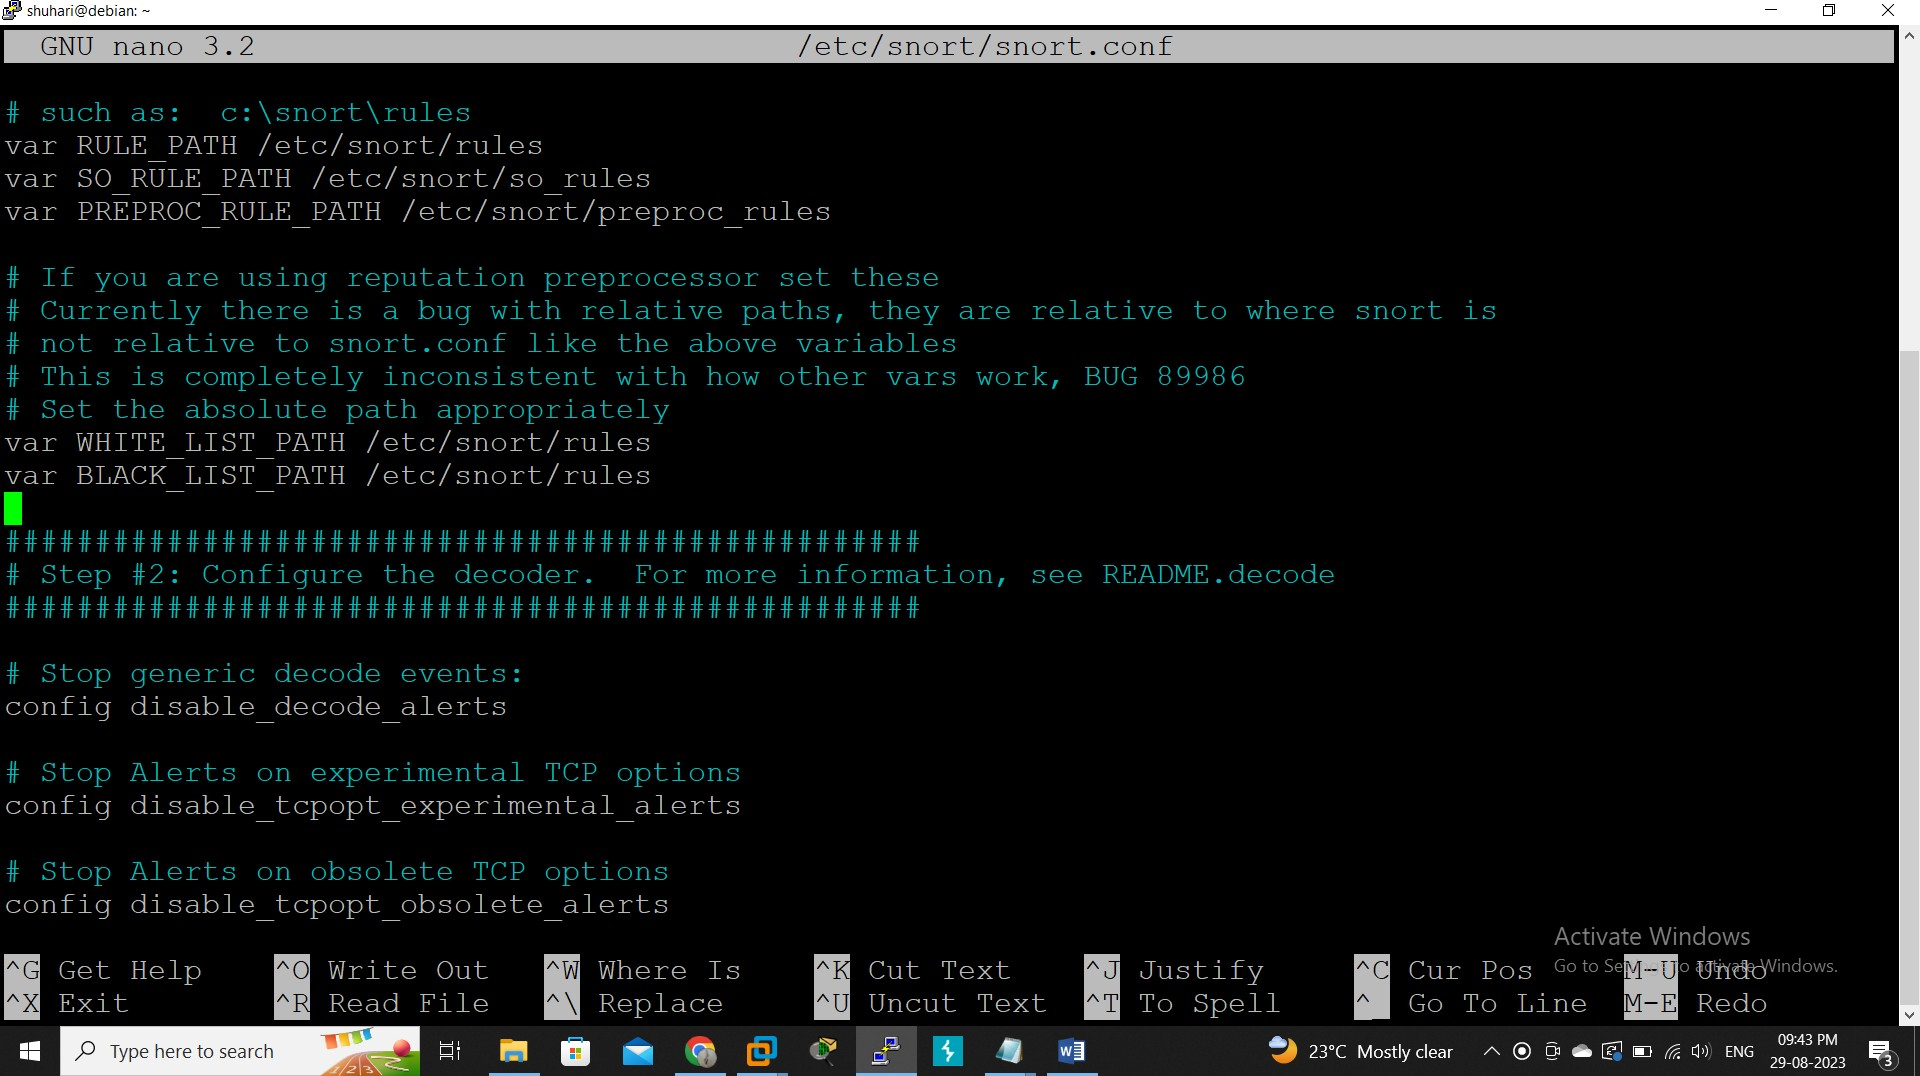 shuhari@debian: ~
GNU nano 3.2 /etc/snort/snort.conf
# such as:  c:\snort\rules
var RULE_PATH /etc/snort/rules
var SO_RULE_PATH /etc/snort/so_rules
var PREPROC_RULE_PATH /etc/snort/preproc_rules
# If you are using reputation preprocessor set these
# Currently there is a bug with relative paths, they are relative to where snort is
# not relative to snort.conf like the above variables
# This is completely inconsistent with how other vars work, BUG 89986
# Set the absolute path appropriately
var WHITE_LIST_PATH /etc/snort/rules
var BLACK_LIST_PATH /etc/snort/rules
###################################################
# Step #2: Configure the decoder.  For more information, see README.decode
###################################################
# Stop generic decode events:
config disable_decode_alerts
# Stop Alerts on experimental TCP options
config disable_tcpopt_experimental_alerts
# Stop Alerts on obsolete TCP options
config disable_tcpopt_obsolete_alerts
Activate Windows
Go to Se to activate Windows.
^G Get Help ^O Write Out ^W Where Is ^K Cut Text ^J Justify ^C Cur Pos M-U Undo
^X Exit ^R Read File ^\ Replace ^U Uncut Text ^T To Spell ^_ Go To Line M-E Redo
Type here to search
123
23°C Mostly clear
ENG
09:43 PM
29-08-2023
3